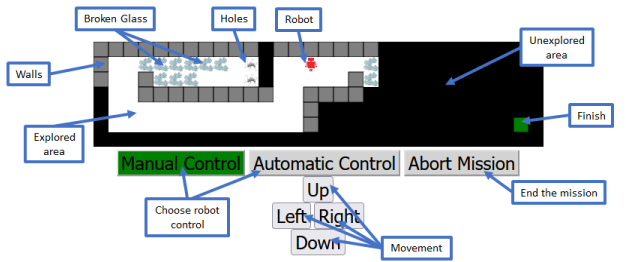 Broken Glass
Holes
Robot
Unexplored
area
Walls
Explored
area
Finish
Manual Control
Automatic Control
Abort Mission
Up
Choose robot
control
End the mission
Left
Right
Down
Movement